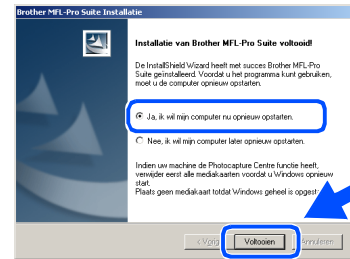 Brother MFL-Pro Suite Installatie
Installatie van Brother MFL-Pro Suite voltooid!
De InstallShield Wizard heeft met succes Brother MFL-Pro
Suite geïnstalleerd. Voordat u het programma kunt gebruiken,
moet u de computer opnieuw opstarten.
Ja, ik wil mijn computer nu opnieuw opstarten.
Nee, ik wil mijn computer later opnieuw opstarten.
Indien uw machine de Photocapture Centre functie heeft,
verwijder eerst alle mediakaarten voordat u Windows opnieuw
start.
Plaats geen mediakaart totdat Windows geheel is
< Vorig Voltooien Annuleren